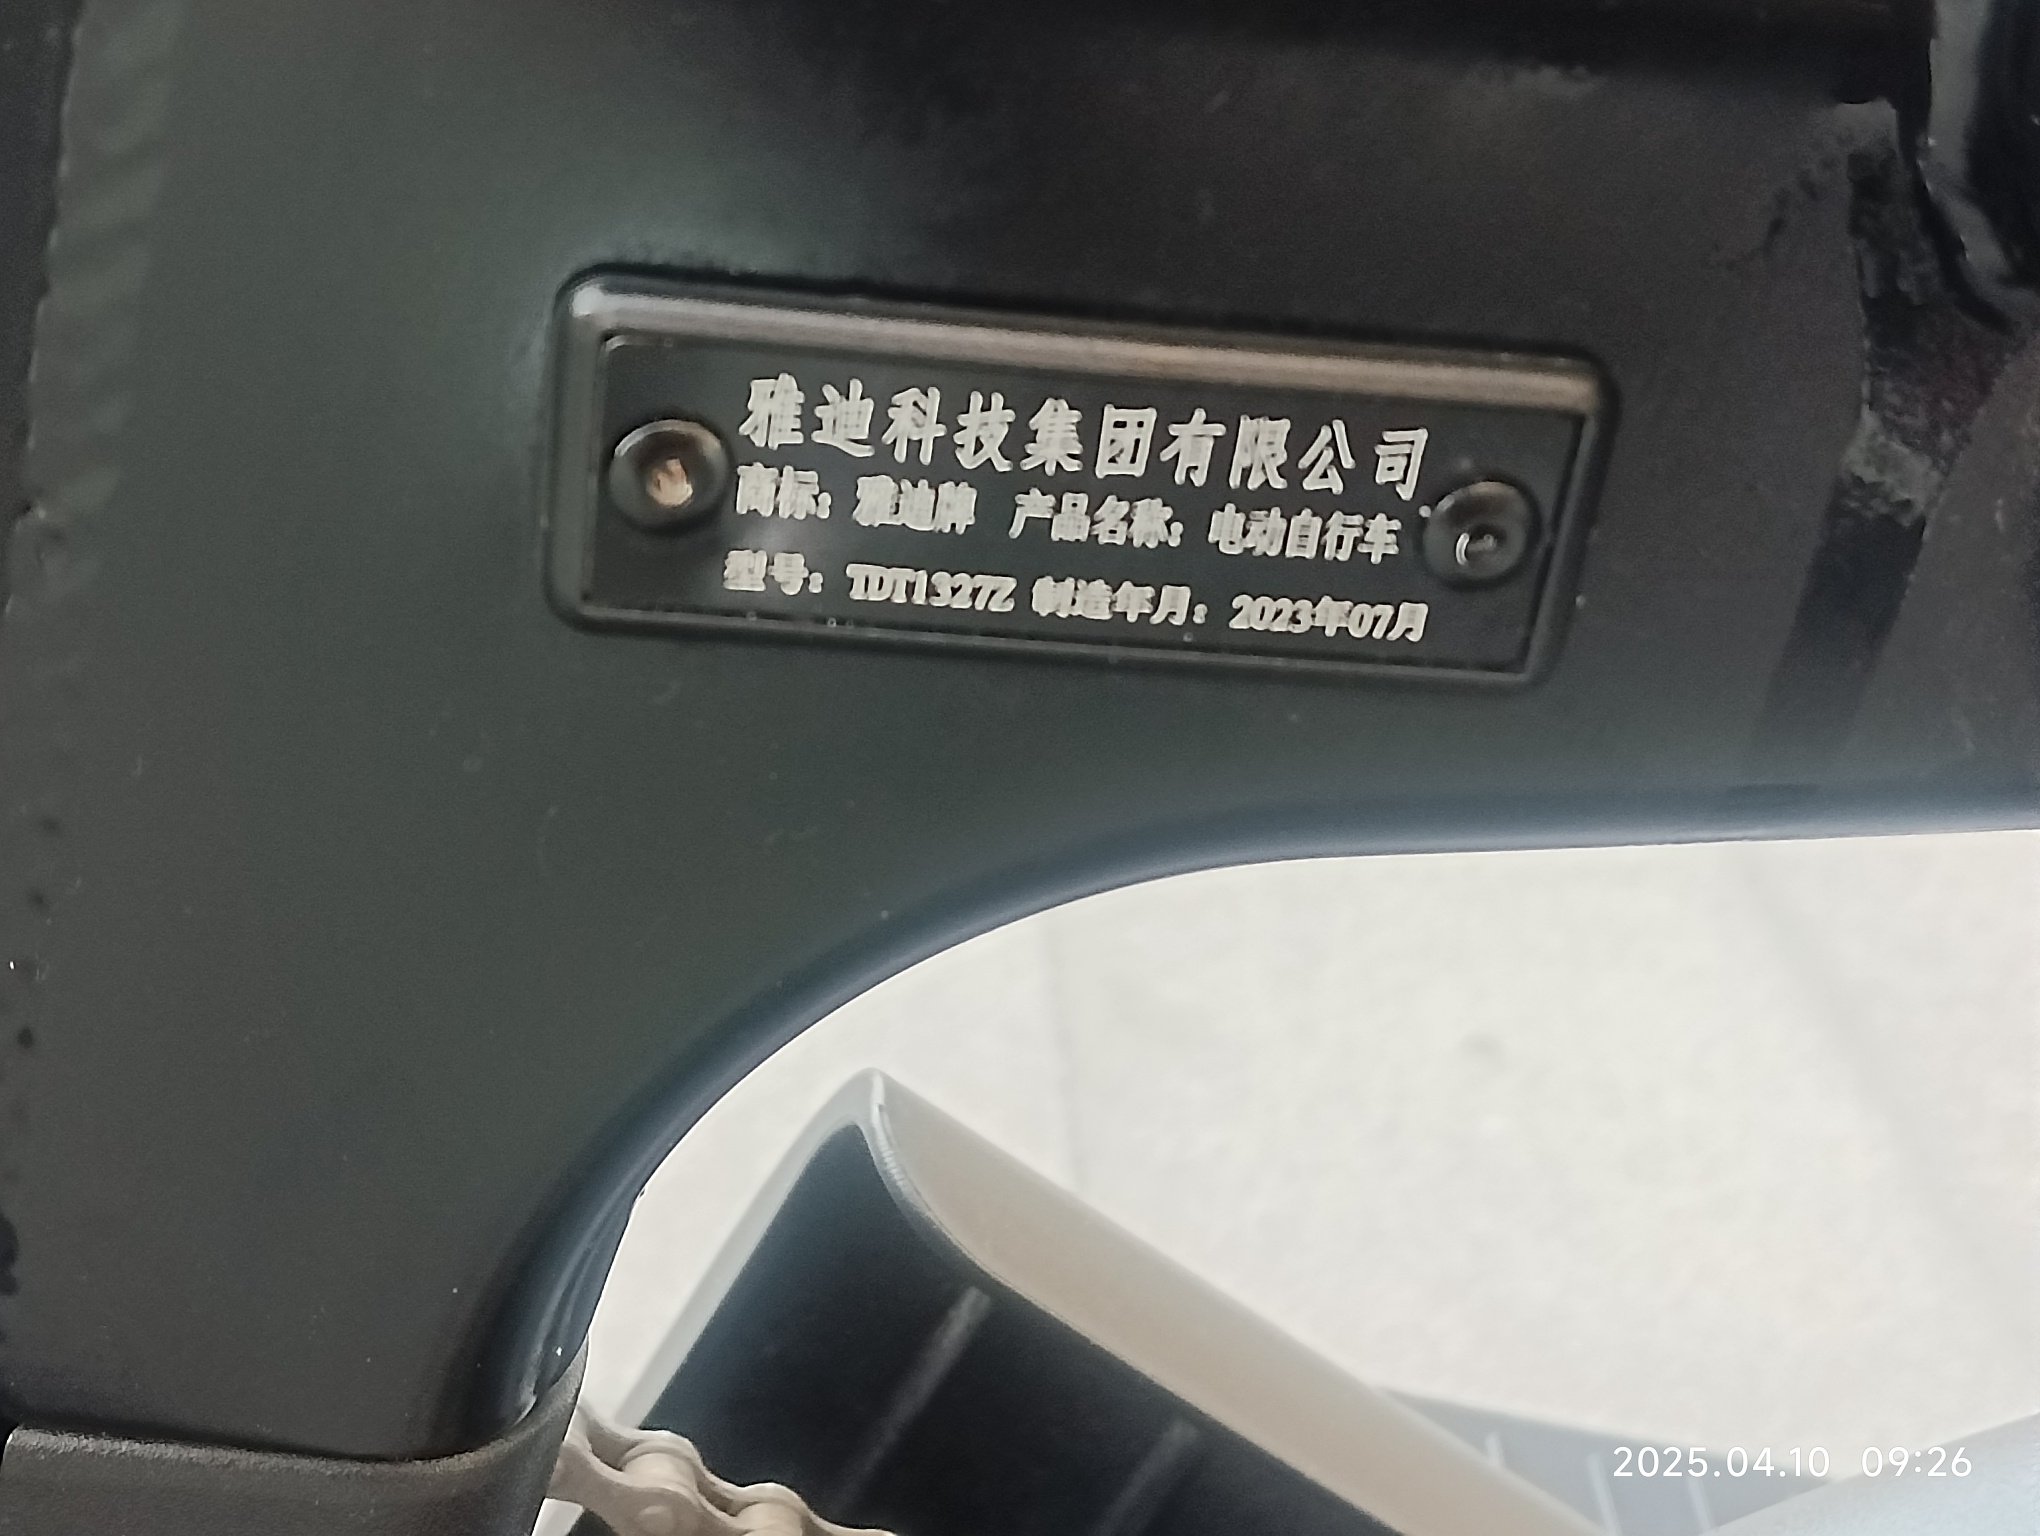 雅迪科技集团有限公司
商标：雅迪牌 产品名称：电动自行车
型号：TDT1327Z 制造年月：2023年07月
2025.04.10 09:26